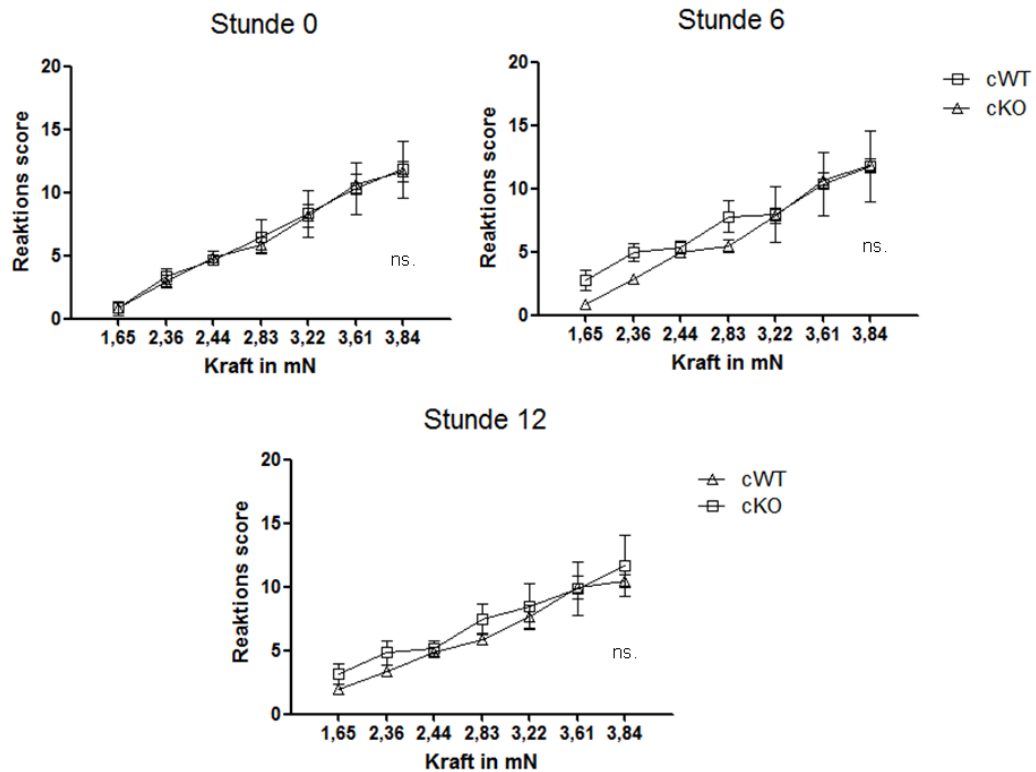 Stunde 0
Reaktions score
20
15
10
5
0
ns.
1,65 2,36 2,44 2,83 3,22 3,61 3,84
Kraft in mN
Stunde 6
Reaktions score
20
15
10
5
0
ns.
1,65 2,36 2,44 2,83 3,22 3,61 3,84
Kraft in mN
cWT
cKO
Stunde 12
Reaktions score
20
15
10
5
0
ns.
1,65 2,36 2,44 2,83 3,22 3,61 3,84
Kraft in mN
cWT
cKO